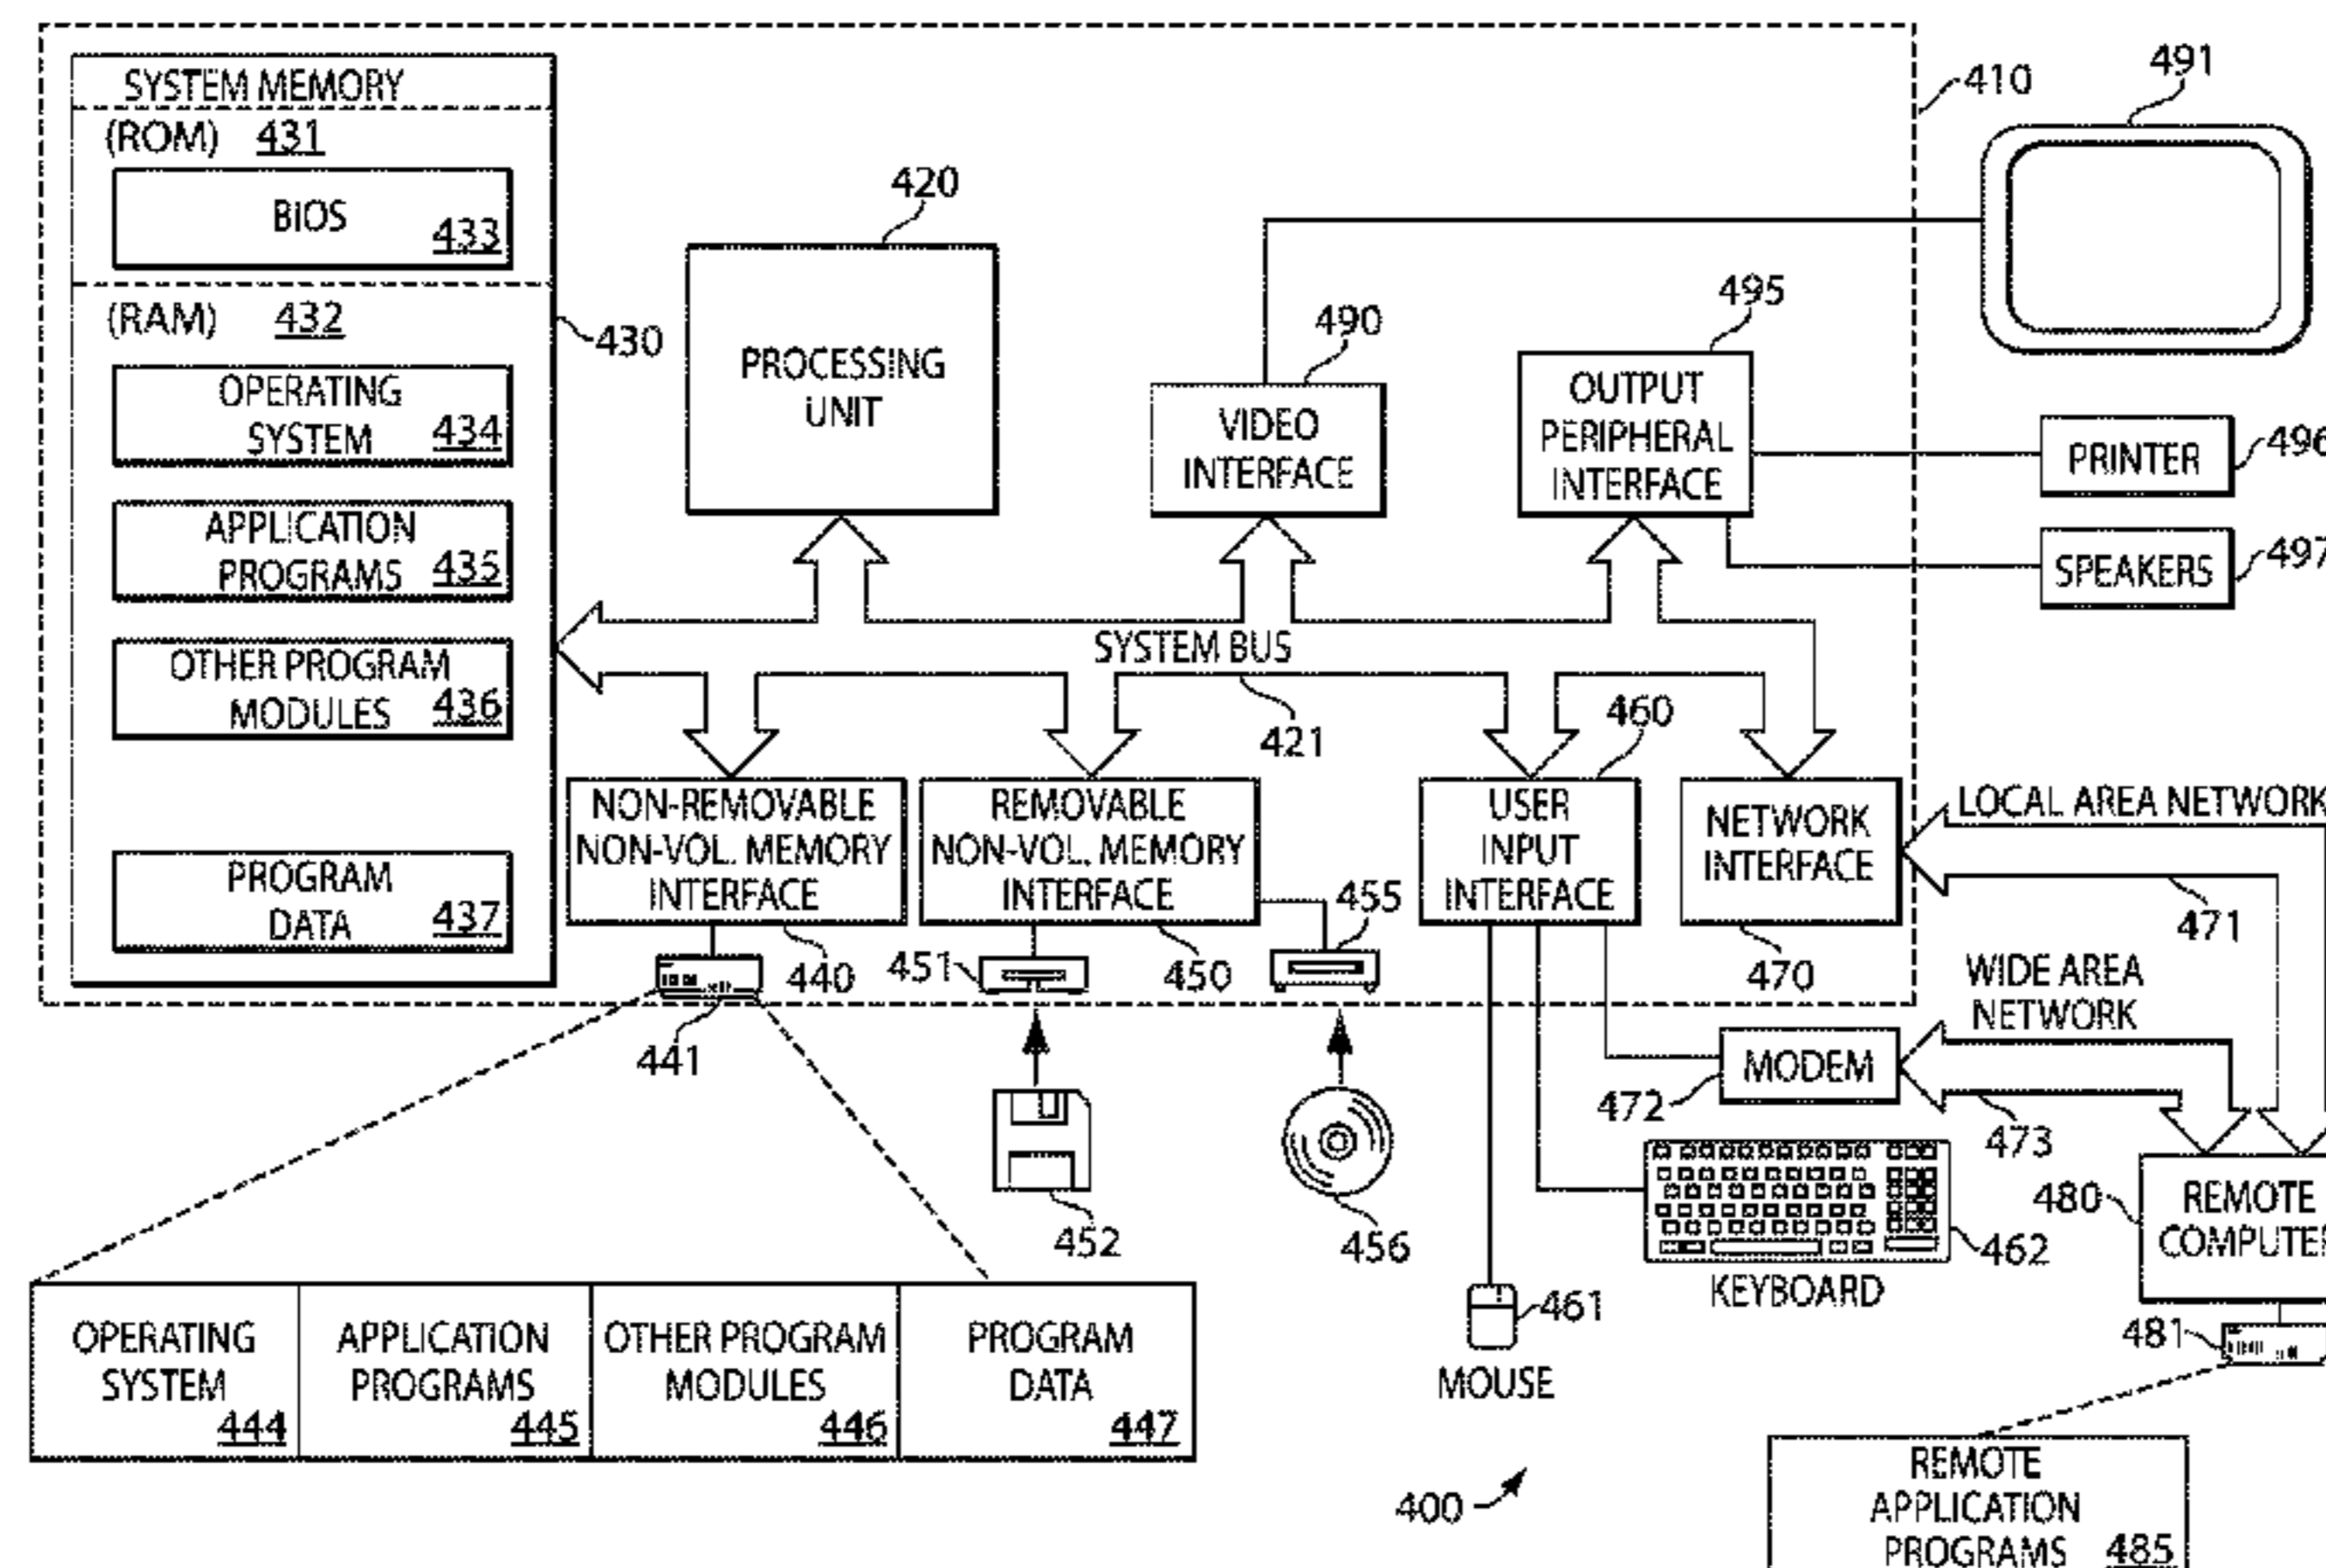 SYSTEM MEMORY
(ROM) 431
BIOS 433
(RAM) 432
OPERATING
SYSTEM 434
APPLICATION
PROGRAMS 435
OTHER PROGRAM
MODULES 436
PROGRAM
DATA 437
430
420
PROCESSING
UNIT
490
VIDEO
INTERFACE
495
OUTPUT
PERIPHERAL
INTERFACE
410
491
PRINTER 496
SPEAKERS 497
SYSTEM BUS
421
NON-REMOVABLE
NON-VOL. MEMORY
INTERFACE
440
441
REMOVABLE
NON-VOL. MEMORY
INTERFACE
450
451
455
452
456
460
USER
INPUT
INTERFACE
NETWORK
INTERFACE
470
LOCAL AREA NETWORK
471
WIDE AREA
NETWORK
473
MODEM
472
462
KEYBOARD
461
MOUSE
480
REMOTE
COMPUTER
481
OPERATING
SYSTEM 444
APPLICATION
PROGRAMS 445
OTHER PROGRAM
MODULES 446
PROGRAM
DATA 447
400
REMOTE
APPLICATION
PROGRAMS 485